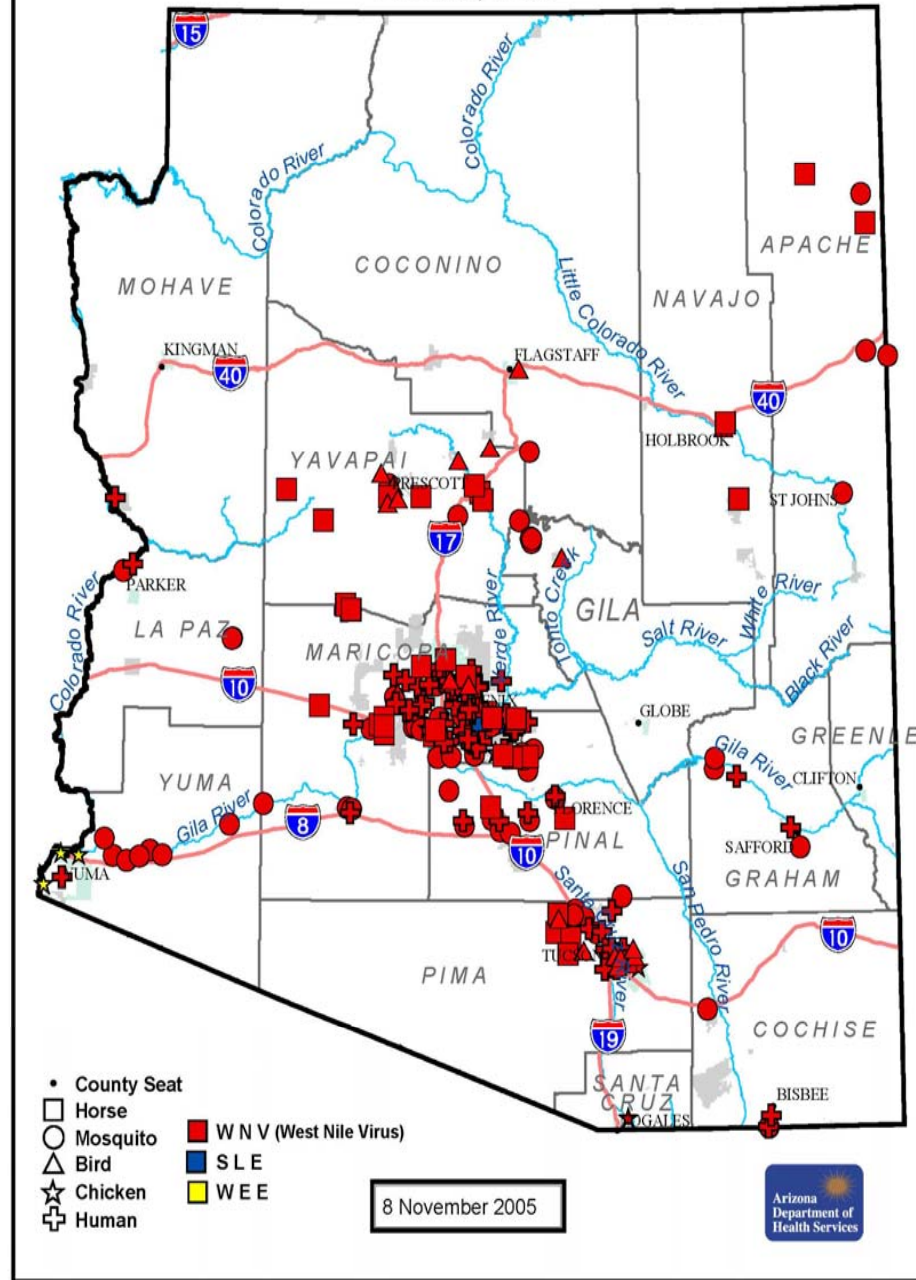 15
Colorado River
Colorado River
APACHE
COCONINO
MOHAVE
NAVAJO
Little Colorado River
KINGMAN
FLAGSTAFF
40
40
HOLBROOK
YAVAPAI
PRESCOTT
ST JOHNS
17
PARKER
Colorado River
Tonto Creek
GILA
White River
LA PAZ
Salt River
MARICOPA
Black River
10
GLOBE
GREENLE
YUMA
Gila River
CLIFTON
Gila River
8
LORENCE
PINAL
10
SAFFORD
GRAHAM
UMA
San Pedro River
10
PIMA
19
COCHISE
SANTA
CRUZ
BISBEE
OGALES
County Seat
Horse
Mosquito
Bird
Chicken
Human
WNV (West Nile Virus)
SLE
WEE
8 November 2005
Arizona
Department of
Health Services